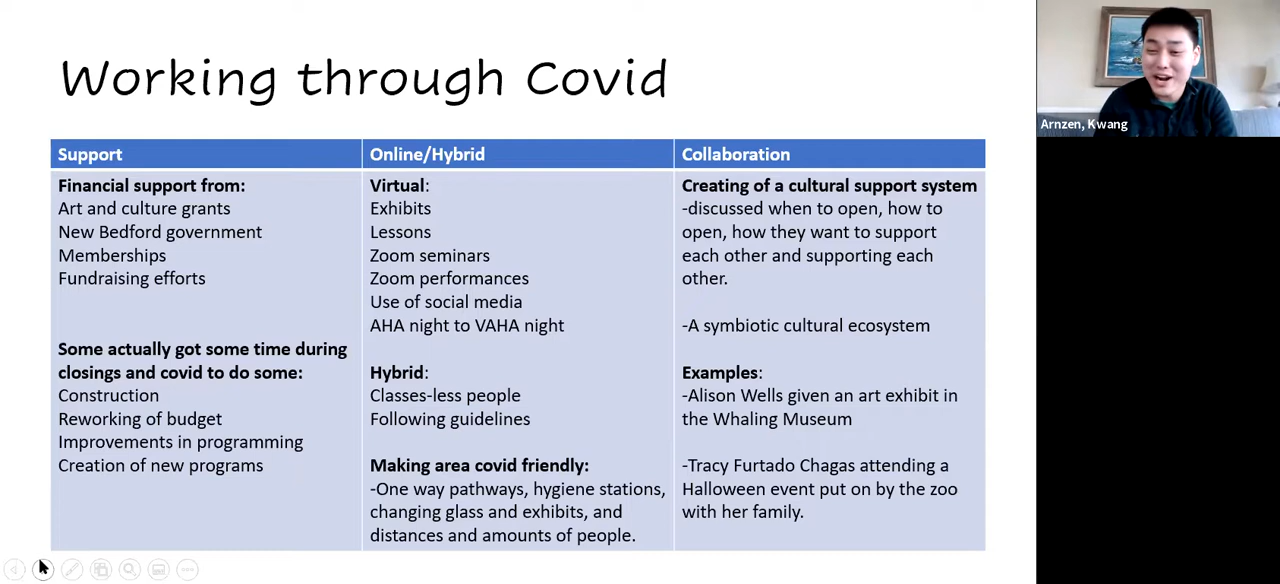 Working through Covid
Support
Financial support from:
Art and culture grants
New Bedford government
Memberships
Fundraising efforts
Some actually got some time during
closings and covid to do some:
Construction
Reworking of budget
Improvements in programming
Creation of new programs
Online/Hybrid
Virtual:
Exhibits
Lessons
Zoom seminars
Zoom performances
Use of social media
AHA night to VAHA night
Hybrid:
Classes-less people
Following guidelines
Making area covid friendly:
-One way pathways, hygiene stations,
changing glass and exhibits, and
distances and amounts of people.
Collaboration
Creating of a cultural support system
-discussed when to open, how to
open, how they want to support
each other and supporting each
other.
-A symbiotic cultural ecosystem
Examples:
-Alison Wells given an art exhibit in
the Whaling Museum
-Tracy Furtado Chagas attending a
Halloween event put on by the zoo
with her family.
Arnzen, Kwang